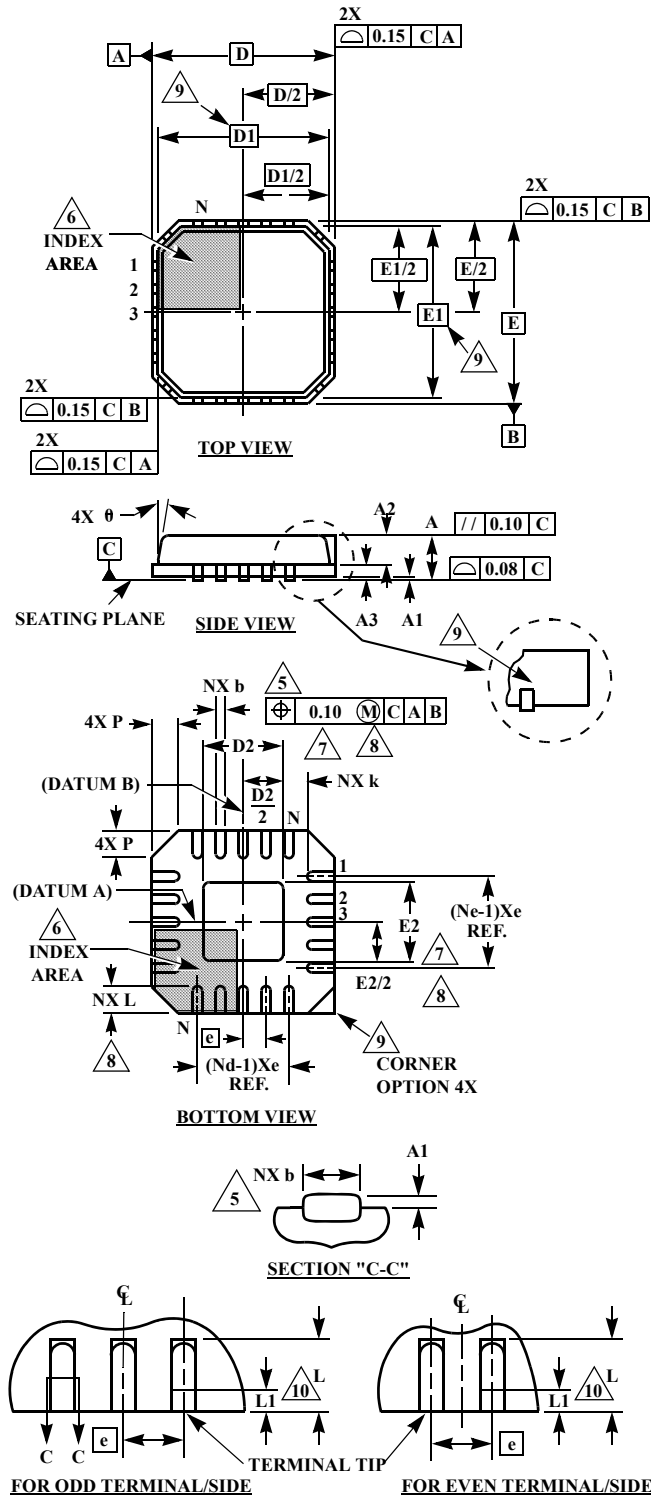 2X
⌓ 0.15 C A
A
D
D/2
9
D1
D1/2
2X
⌓ 0.15 C B
6
INDEX
AREA
N
1
2
3
E1/2
E/2
E1
E
9
2X
⌓ 0.15 C B
2X
⌓ 0.15 C A
B
TOP VIEW
4X θ
A2
A
// 0.10 C
C
⌓ 0.08 C
SEATING PLANE
SIDE VIEW
A3
A1
9
NX b
5
⌖ 0.10 Ⓜ C A B
4X P
D2
7
8
(DATUM B)
D2
2
NX k
N
4X P
1
(DATUM A)
2
3
6
INDEX
AREA
E2
(Ne-1)Xe
REF.
7
E2/2
8
NX L
N
8
e
(Nd-1)Xe
REF.
9
CORNER
OPTION 4X
BOTTOM VIEW
NX b
A1
5
SECTION "C-C"
℄
℄
L
10
L1
L
10
L1
C
C
e
e
TERMINAL TIP
FOR ODD TERMINAL/SIDE
FOR EVEN TERMINAL/SIDE